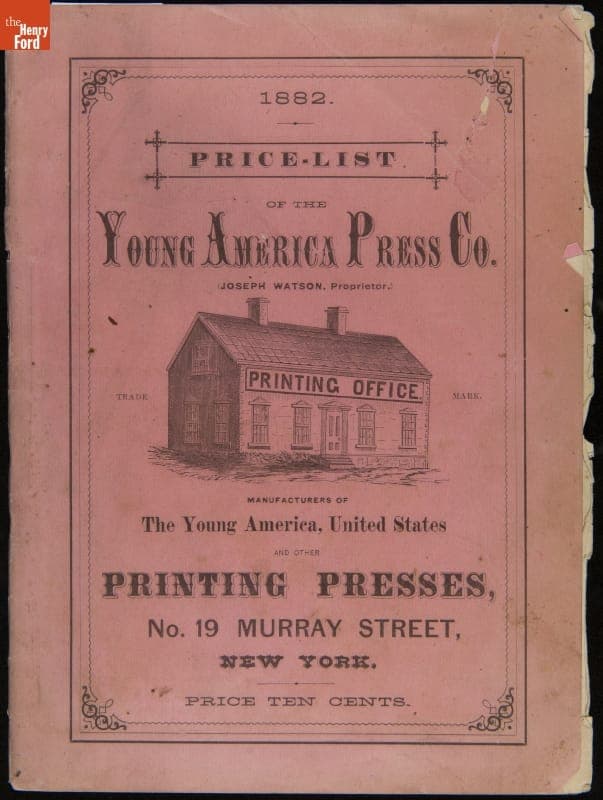 the
Henry
Ford
1882.
PRICE-LIST
OF THE
YOUNG AMERICA PRESS CO.
(JOSEPH WATSON, Proprietor.)
PRINTING OFFICE.
TRADE MARK.
MANUFACTURERS OF
The Young America, United States
AND OTHER
PRINTING PRESSES,
No. 19 MURRAY STREET,
NEW YORK.
PRICE TEN CENTS.